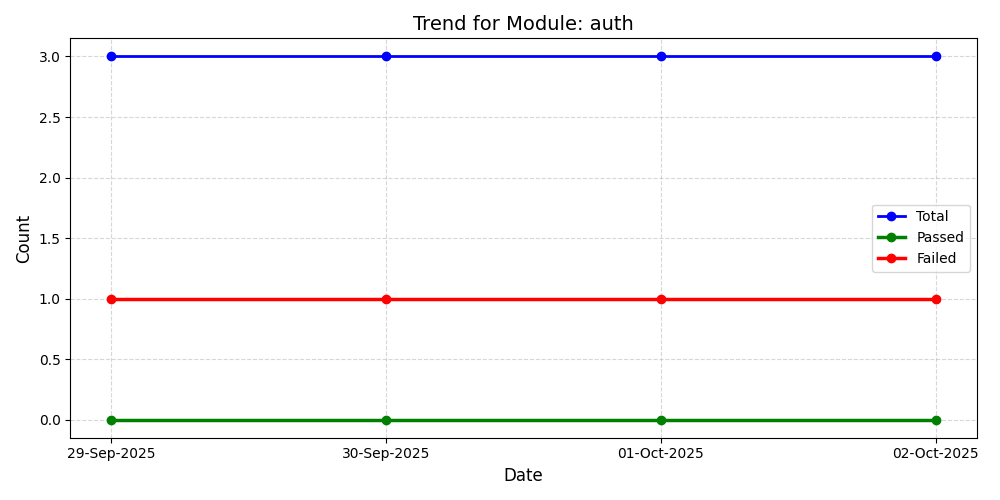 Trend for Module: auth
Count
3.0
2.5
2.0
1.5
1.0
0.5
0.0
Total
Passed
Failed
29-Sep-2025
30-Sep-2025
01-Oct-2025
02-Oct-2025
Date